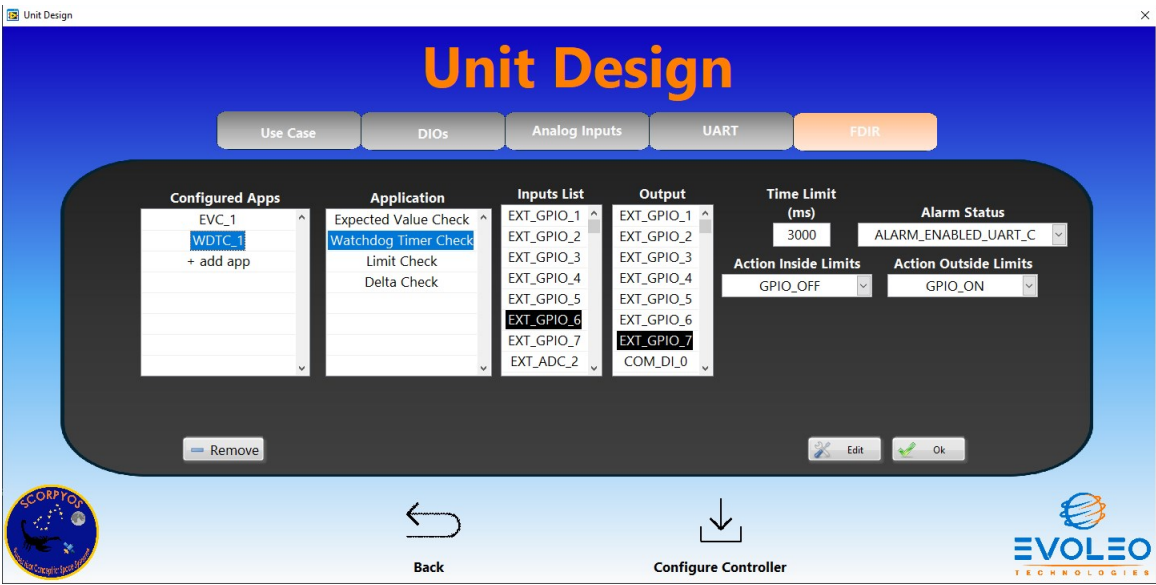 Unit Design
Unit Design
Use Case
DIOs
Analog Inputs
UART
FDIR
Configured Apps
EVC_1
WDTC_1
+ add app
Application
Expected Value Check
Watchdog Timer Check
Limit Check
Delta Check
Inputs List
EXT_GPIO_1
EXT_GPIO_2
EXT_GPIO_3
EXT_GPIO_4
EXT_GPIO_5
EXT_GPIO_6
EXT_GPIO_7
EXT_ADC_2
Output
EXT_GPIO_1
EXT_GPIO_2
EXT_GPIO_3
EXT_GPIO_4
EXT_GPIO_5
EXT_GPIO_6
EXT_GPIO_7
COM_DI_0
Time Limit
(ms)
3000
Alarm Status
ALARM_ENABLED_UART_C
Action Inside Limits
GPIO_OFF
Action Outside Limits
GPIO_ON
Remove
Edit
Ok
SCORPYOS
Back
Configure Controller
EVOLEO
TECHNOLOGIES